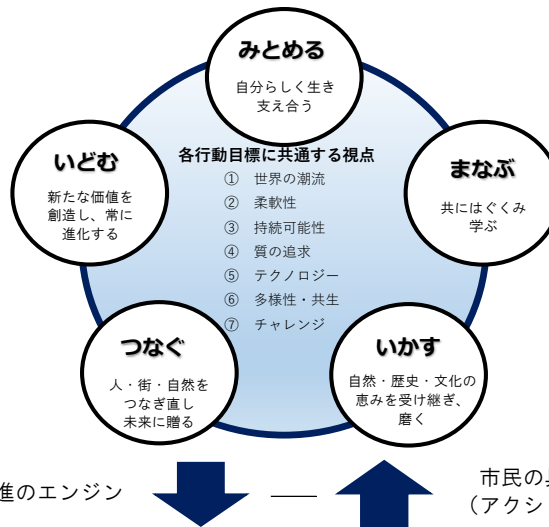 みとめる
自分らしく生き
支え合う
いどむ
新たな価値を
創造し、常に
進化する
各行動目標に共通する視点
① 世界の潮流
② 柔軟性
③ 持続可能性
④ 質の追求
⑤ テクノロジー
⑥ 多様性・共生
⑦ チャレンジ
まなぶ
共にはぐくみ
学ぶ
つなぐ
人・街・自然を
つなぎ直し
未来に贈る
いかす
自然・歴史・文化の
恵みを受け継ぎ、
磨く
進のエンジン
市民の
（アクシ